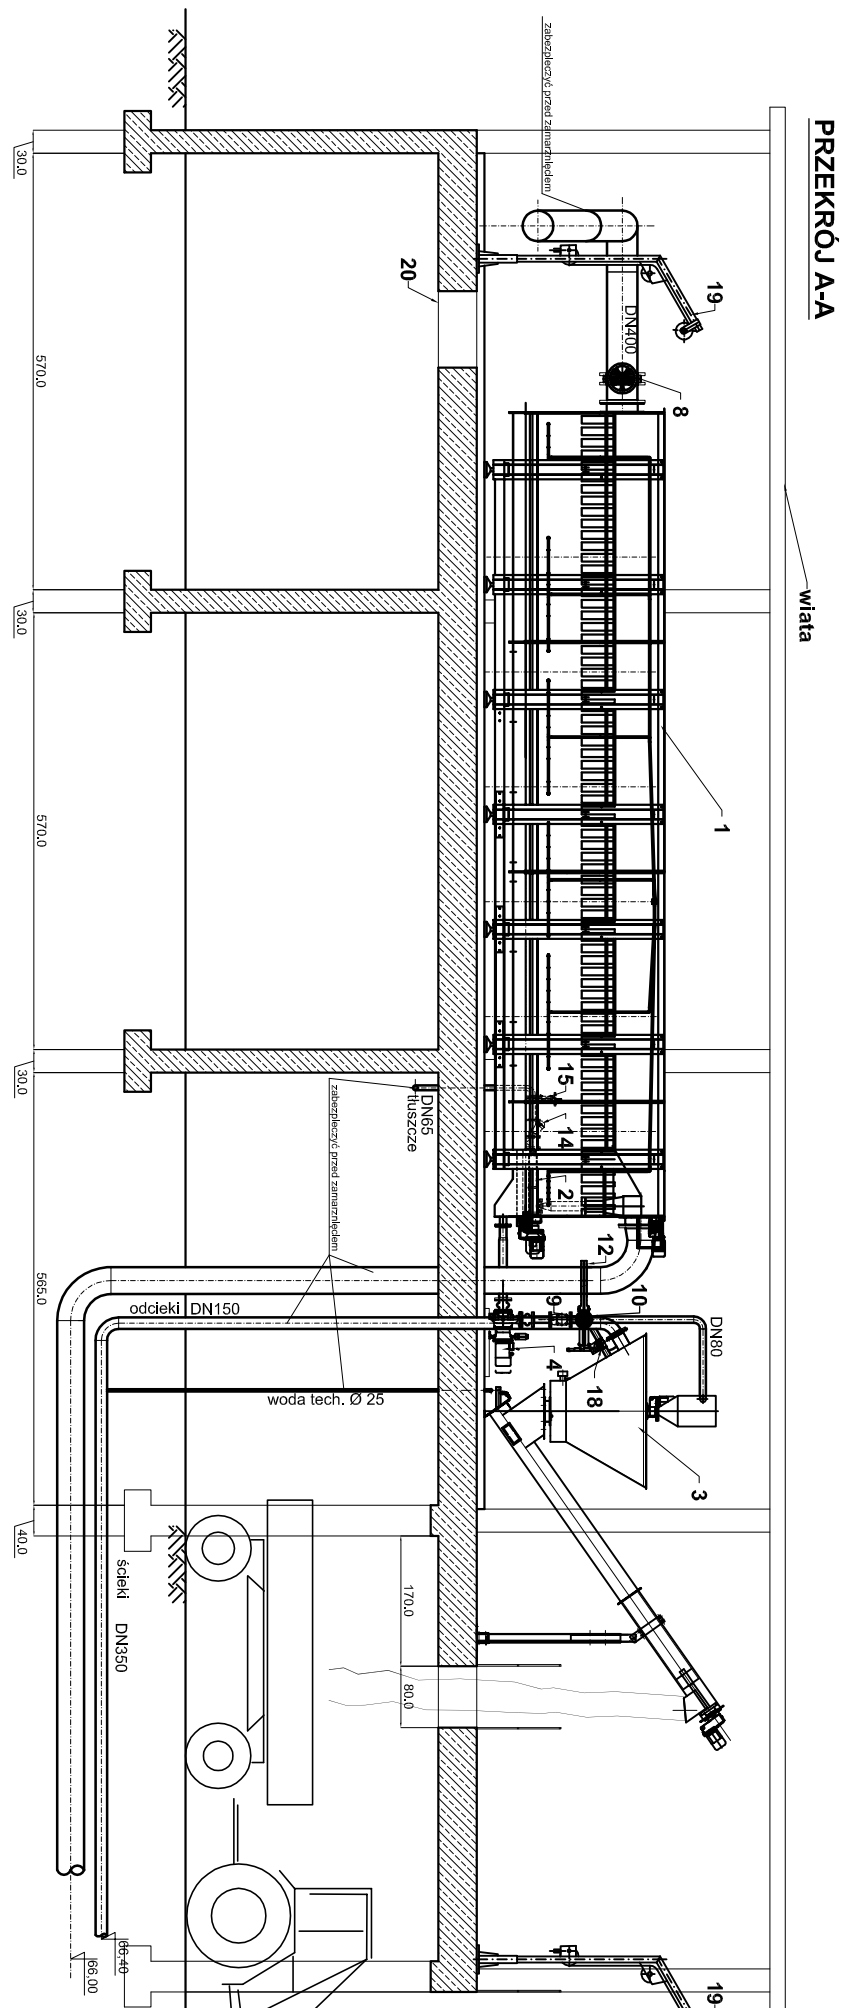 PRZEKRÓJ A-A
wiata
zabezpieczyć przed zamarznięciem
19
DN400
8
20
1
15
14
2
12
DN65
tłuszcze
zabezpieczyć przed zamarznięciem
9
10
DN80
4
18
3
odcieki DN150
woda tech. Ø 25
ścieki DN350
170.0
80.0
66,40
66,00
19
30.0
570.0
30.0
570.0
30.0
565.0
40.0